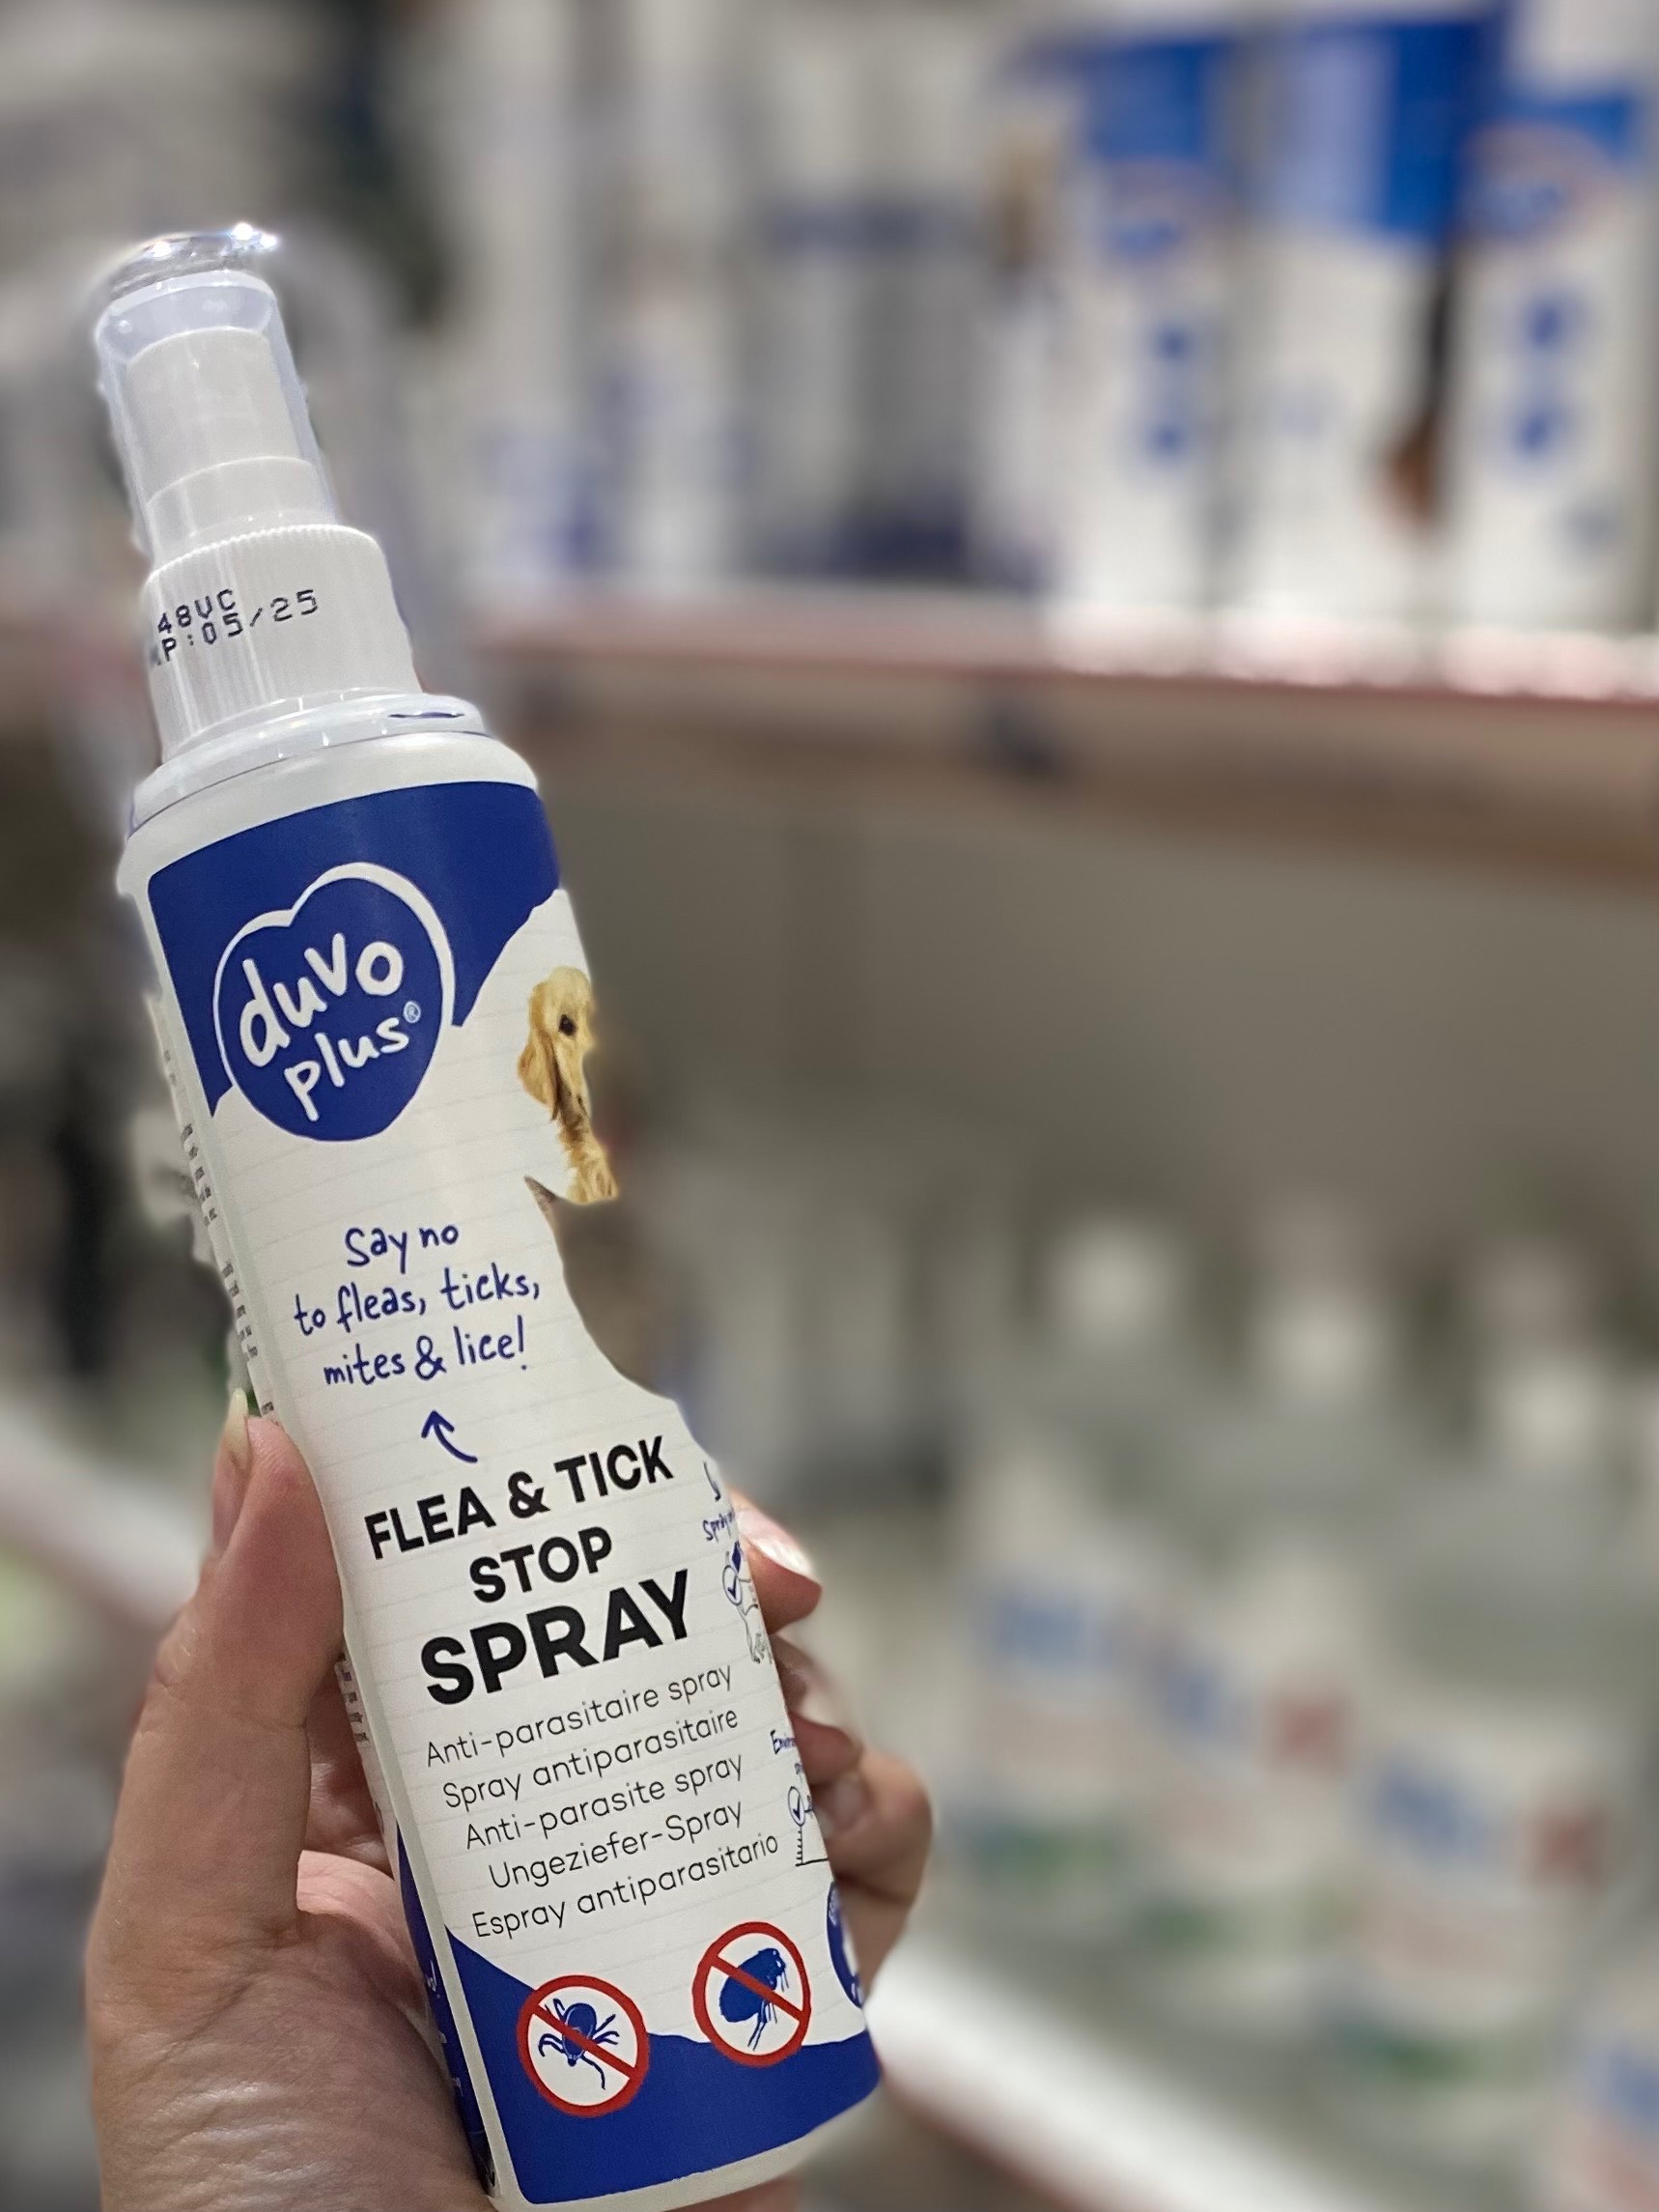 48VC
P:05/25
duvo
plus®
Say no
to fleas, ticks,
mites & lice!
FLEA & TICK
STOP
SPRAY
Anti-parasitaire spray
Spray antiparasitaire
Anti-parasite spray
Ungeziefer-Spray
Espray antiparasitario